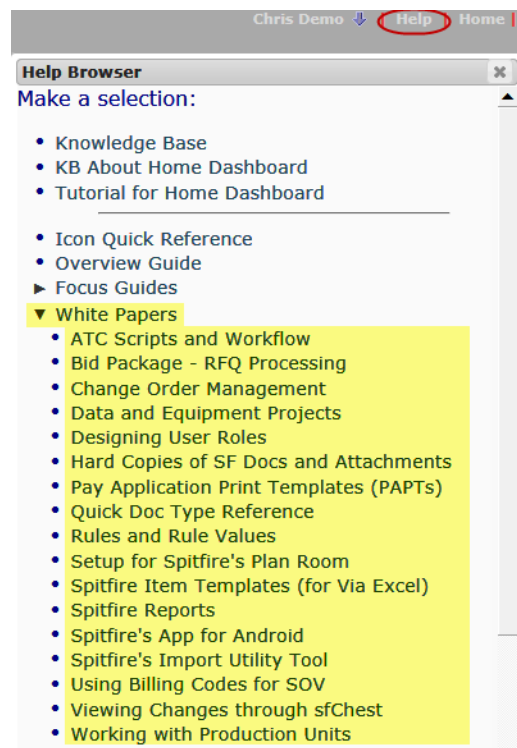 Chris Demo | Help | Home |
Help Browser
Make a selection:
• Knowledge Base
• KB About Home Dashboard
• Tutorial for Home Dashboard
• Icon Quick Reference
• Overview Guide
► Focus Guides
▼ White Papers
• ATC Scripts and Workflow
• Bid Package - RFQ Processing
• Change Order Management
• Data and Equipment Projects
• Designing User Roles
• Hard Copies of SF Docs and Attachments
• Pay Application Print Templates (PAPTs)
• Quick Doc Type Reference
• Rules and Rule Values
• Setup for Spitfire's Plan Room
• Spitfire Item Templates (for Via Excel)
• Spitfire Reports
• Spitfire's App for Android
• Spitfire's Import Utility Tool
• Using Billing Codes for SOV
• Viewing Changes through sfChest
• Working with Production Units